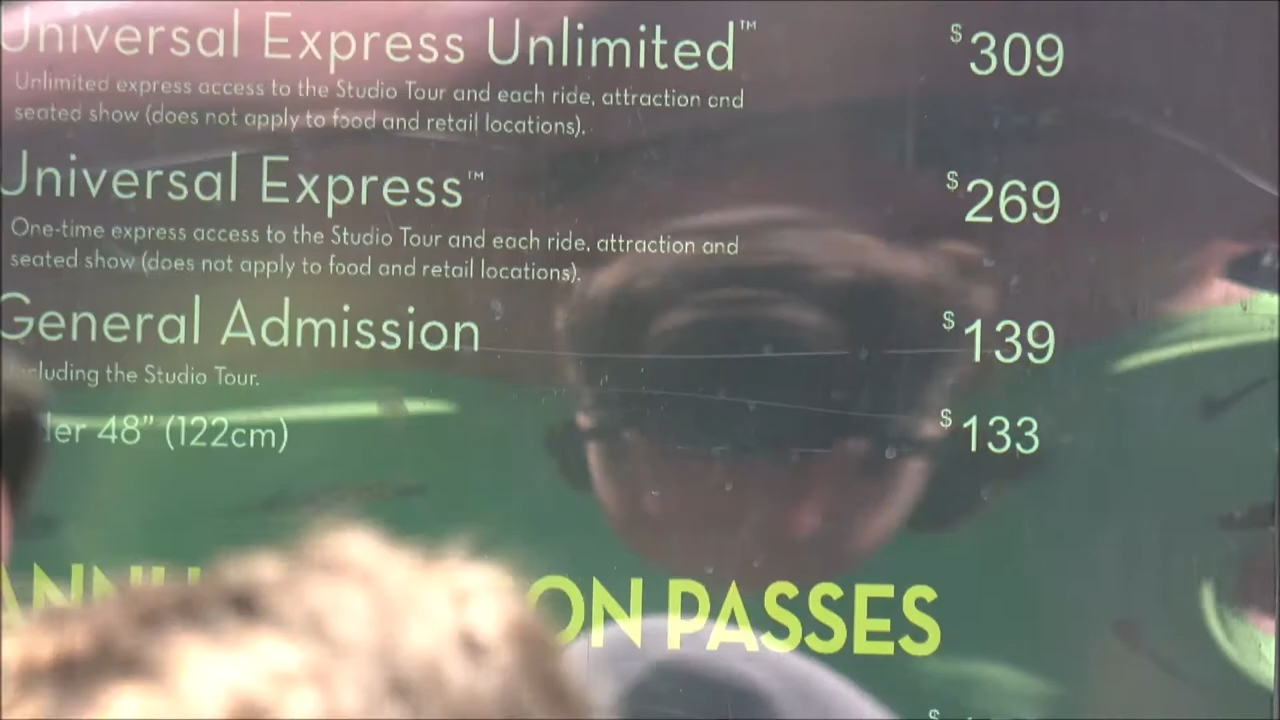 Universal Express Unlimited™ $309
Unlimited express access to the Studio Tour and each ride, attraction and
seated show (does not apply to food and retail locations).
Universal Express™ $269
One-time express access to the Studio Tour and each ride, attraction and
seated show (does not apply to food and retail locations).
General Admission $139
the Studio Tour.
48" (122cm) $133
PASSES
$